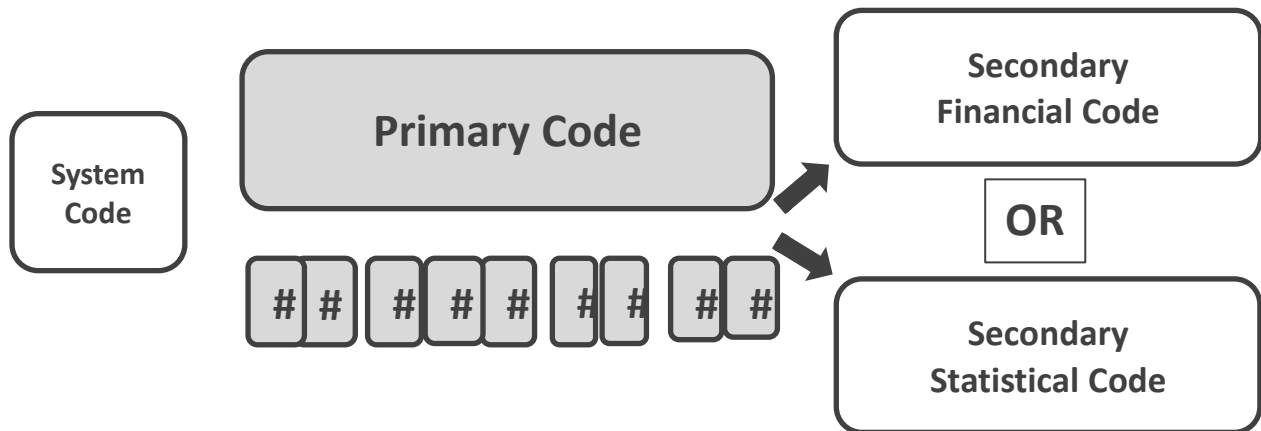 System
Code
Primary Code
# # # # # # # # #
Secondary
Financial Code
OR
Secondary
Statistical Code